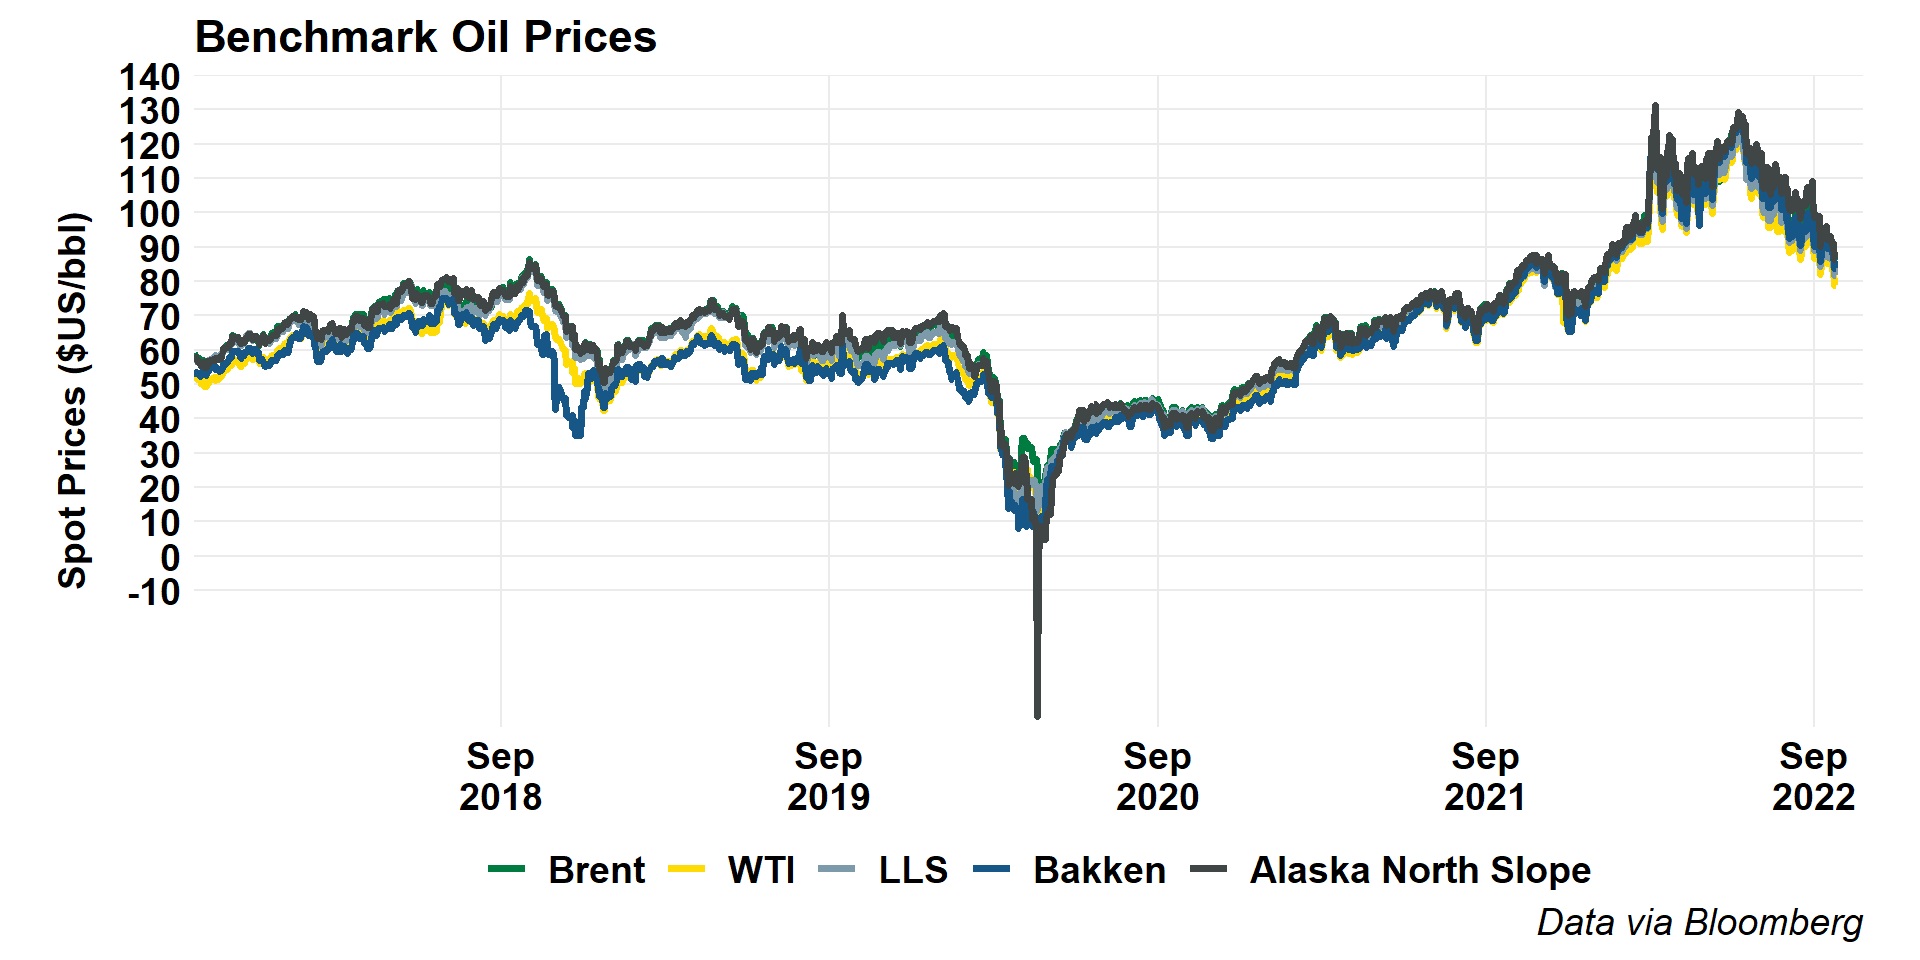 Benchmark Oil Prices
140
130
120
110
100
90
80
70
60
50
40
30
20
10
0
-10
Spot Prices ($US/bbl)
Sep
2018
Sep
2019
Sep
2020
Sep
2021
Sep
2022
Brent WTI LLS Bakken Alaska North Slope
Data via Bloomberg